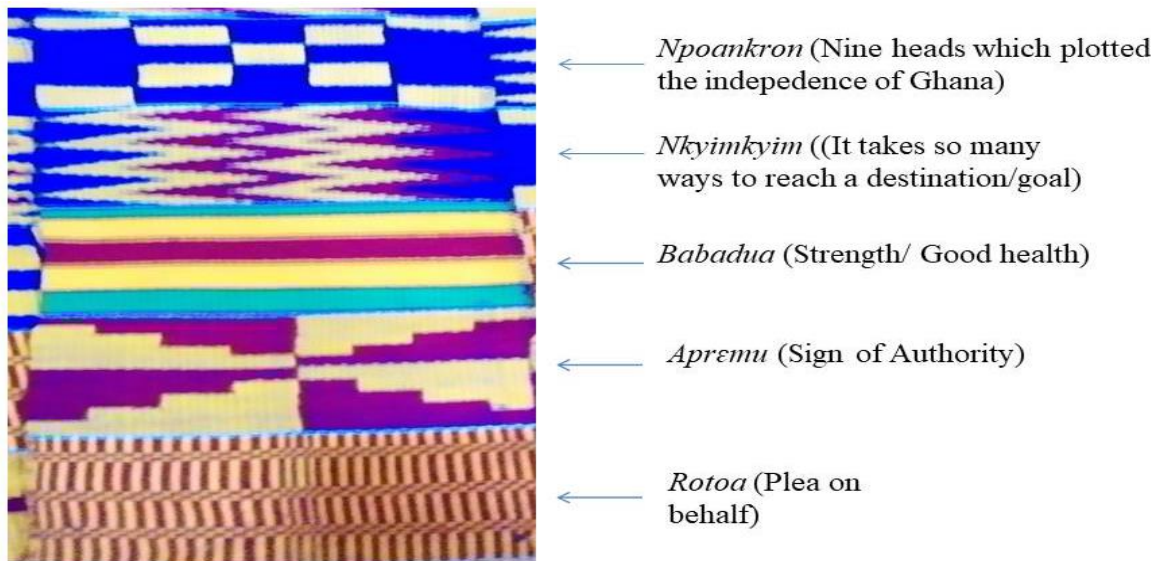 Npoankron (Nine heads which plotted
the indepedence of Ghana)
Nkyimkyim ((It takes so many
ways to reach a destination/goal)
Babadua (Strength/ Good health)
Aprɛmu (Sign of Authority)
Rotoa (Plea on
behalf)